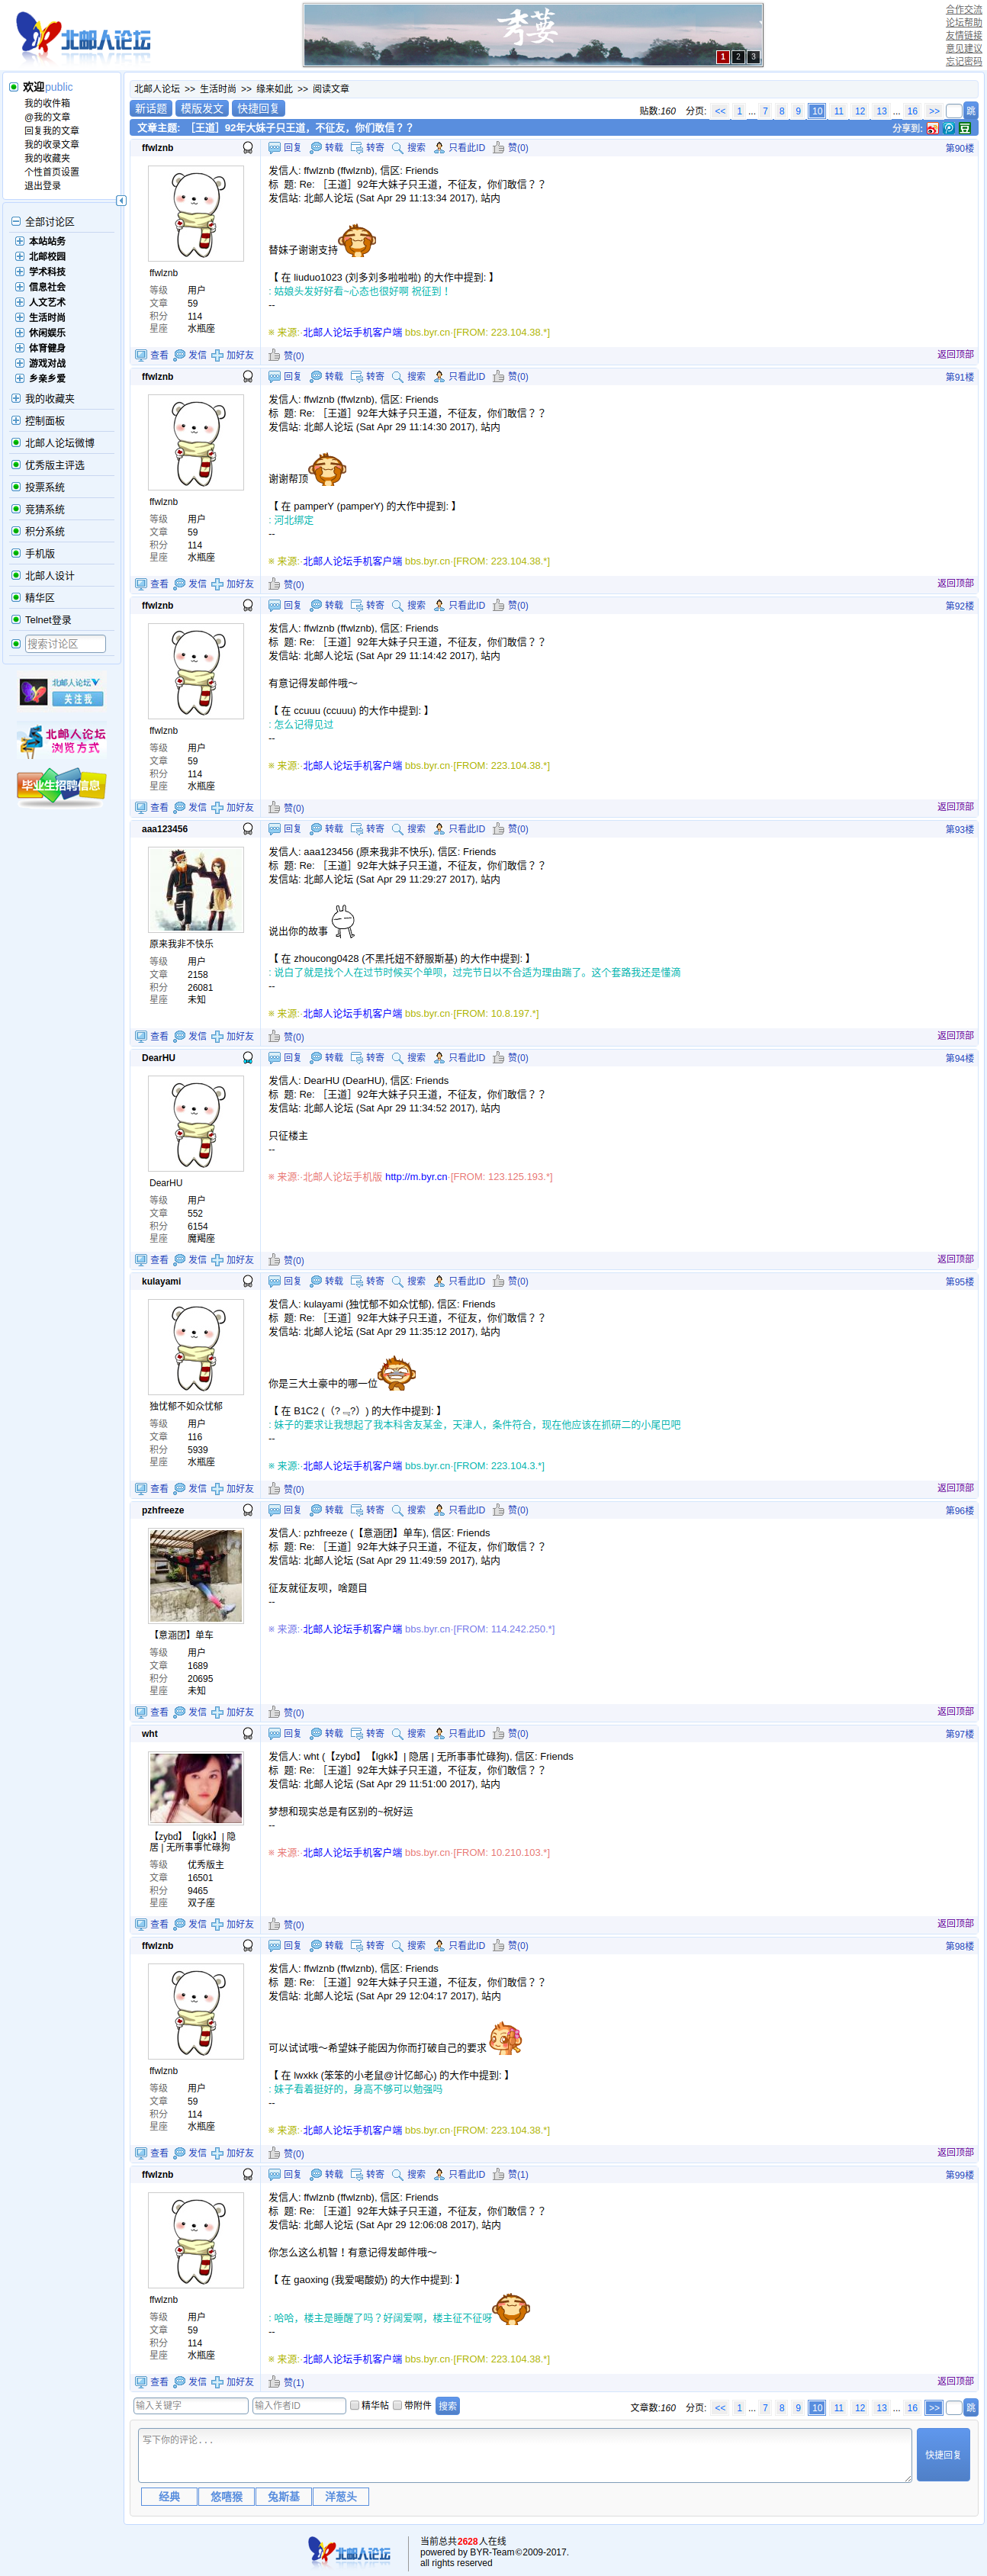 北邮人论坛
考要
1 2 3
合作交流
论坛帮助
友情链接
意见建议
忘记密码
欢迎public
我的收件箱
@我的文章
回复我的文章
我的收录文章
我的收藏夹
个性首页设置
退出登录
全部讨论区
本站站务
北邮校园
学术科技
信息社会
人文艺术
生活时尚
休闲娱乐
体育健身
游戏对战
乡亲乡爱
我的收藏夹
控制面板
北邮人论坛微博
优秀版主评选
投票系统
竞猜系统
积分系统
手机版
北邮人设计
精华区
Telnet登录
搜索讨论区
北邮人论坛
关注我
北邮人论坛
浏览方式
毕业生招聘信息
北邮人论坛 >> 生活时尚 >> 缘来如此 >> 阅读文章
新话题 模版发文 快捷回复
贴数:160 分页: << 1 ... 7 8 9 10 11 12 13 ... 16 >> 跳
文章主题: [王道]92年大妹子只王道，不征友，你们敢信？？
分享到:
ffwlznb
回复 转载 转寄 搜索 只看此ID 赞(0)
第90楼
ffwlznb
等级 用户
文章 59
积分 114
星座 水瓶座
发信人: ffwlznb (ffwlznb), 信区: Friends
标 题: Re: [王道]92年大妹子只王道，不征友，你们敢信？？
发信站: 北邮人论坛 (Sat Apr 29 11:13:34 2017), 站内
替妹子谢谢支持
【 在 liuduo1023 (刘多刘多啦啦啦) 的大作中提到: 】
: 姑娘头发好好看~心态也很好啊 祝征到！
--
※ 来源:·北邮人论坛手机客户端 bbs.byr.cn·[FROM: 223.104.38.*]
查看 发信 加好友 赞(0)
返回顶部
ffwlznb
回复 转载 转寄 搜索 只看此ID 赞(0)
第91楼
ffwlznb
等级 用户
文章 59
积分 114
星座 水瓶座
发信人: ffwlznb (ffwlznb), 信区: Friends
标 题: Re: [王道]92年大妹子只王道，不征友，你们敢信？？
发信站: 北邮人论坛 (Sat Apr 29 11:14:30 2017), 站内
谢谢帮顶
【 在 pamperY (pamperY) 的大作中提到: 】
: 河北绑定
--
※ 来源:·北邮人论坛手机客户端 bbs.byr.cn·[FROM: 223.104.38.*]
查看 发信 加好友 赞(0)
返回顶部
ffwlznb
回复 转载 转寄 搜索 只看此ID 赞(0)
第92楼
ffwlznb
等级 用户
文章 59
积分 114
星座 水瓶座
发信人: ffwlznb (ffwlznb), 信区: Friends
标 题: Re: [王道]92年大妹子只王道，不征友，你们敢信？？
发信站: 北邮人论坛 (Sat Apr 29 11:14:42 2017), 站内
有意记得发邮件哦～
【 在 ccuuu (ccuuu) 的大作中提到: 】
: 怎么记得见过
--
※ 来源:·北邮人论坛手机客户端 bbs.byr.cn·[FROM: 223.104.38.*]
查看 发信 加好友 赞(0)
返回顶部
aaa123456
回复 转载 转寄 搜索 只看此ID 赞(0)
第93楼
原来我非不快乐
等级 用户
文章 2158
积分 26081
星座 未知
发信人: aaa123456 (原来我非不快乐), 信区: Friends
标 题: Re: [王道]92年大妹子只王道，不征友，你们敢信？？
发信站: 北邮人论坛 (Sat Apr 29 11:29:27 2017), 站内
说出你的故事
【 在 zhoucong0428 (不黑托妞不舒服斯基) 的大作中提到: 】
: 说白了就是找个人在过节时候买个单呗，过完节日以不合适为理由踹了。这个套路我还是懂滴
--
※ 来源:·北邮人论坛手机客户端 bbs.byr.cn·[FROM: 10.8.197.*]
查看 发信 加好友 赞(0)
返回顶部
DearHU
回复 转载 转寄 搜索 只看此ID 赞(0)
第94楼
DearHU
等级 用户
文章 552
积分 6154
星座 魔羯座
发信人: DearHU (DearHU), 信区: Friends
标 题: Re: [王道]92年大妹子只王道，不征友，你们敢信？？
发信站: 北邮人论坛 (Sat Apr 29 11:34:52 2017), 站内
只征楼主
--
※ 来源:·北邮人论坛手机版 http://m.byr.cn·[FROM: 123.125.193.*]
查看 发信 加好友 赞(0)
返回顶部
kulayami
回复 转载 转寄 搜索 只看此ID 赞(0)
第95楼
独忧郁不如众忧郁
等级 用户
文章 116
积分 5939
星座 水瓶座
发信人: kulayami (独忧郁不如众忧郁), 信区: Friends
标 题: Re: [王道]92年大妹子只王道，不征友，你们敢信？？
发信站: 北邮人论坛 (Sat Apr 29 11:35:12 2017), 站内
你是三大土豪中的哪一位
【 在 B1C2 (（? ﹃?）) 的大作中提到: 】
: 妹子的要求让我想起了我本科舍友某金，天津人，条件符合，现在他应该在抓研二的小尾巴吧
--
※ 来源:·北邮人论坛手机客户端 bbs.byr.cn·[FROM: 223.104.3.*]
查看 发信 加好友 赞(0)
返回顶部
pzhfreeze
回复 转载 转寄 搜索 只看此ID 赞(0)
第96楼
【意涵团】单车
等级 用户
文章 1689
积分 20695
星座 未知
发信人: pzhfreeze (【意涵团】单车), 信区: Friends
标 题: Re: [王道]92年大妹子只王道，不征友，你们敢信？？
发信站: 北邮人论坛 (Sat Apr 29 11:49:59 2017), 站内
征友就征友呗，啥题目
--
※ 来源:·北邮人论坛手机客户端 bbs.byr.cn·[FROM: 114.242.250.*]
查看 发信 加好友 赞(0)
返回顶部
wht
回复 转载 转寄 搜索 只看此ID 赞(0)
第97楼
【zybd】【lgkk】| 隐
居 | 无所事事忙碌狗
等级 优秀版主
文章 16501
积分 9465
星座 双子座
发信人: wht (【zybd】【lgkk】| 隐居 | 无所事事忙碌狗), 信区: Friends
标 题: Re: [王道]92年大妹子只王道，不征友，你们敢信？？
发信站: 北邮人论坛 (Sat Apr 29 11:51:00 2017), 站内
梦想和现实总是有区别的~祝好运
--
※ 来源:·北邮人论坛手机客户端 bbs.byr.cn·[FROM: 10.210.103.*]
查看 发信 加好友 赞(0)
返回顶部
ffwlznb
回复 转载 转寄 搜索 只看此ID 赞(0)
第98楼
ffwlznb
等级 用户
文章 59
积分 114
星座 水瓶座
发信人: ffwlznb (ffwlznb), 信区: Friends
标 题: Re: [王道]92年大妹子只王道，不征友，你们敢信？？
发信站: 北邮人论坛 (Sat Apr 29 12:04:17 2017), 站内
可以试试哦～希望妹子能因为你而打破自己的要求
【 在 lwxkk (笨笨的小老鼠@计忆邮心) 的大作中提到: 】
: 妹子看着挺好的，身高不够可以勉强吗
--
※ 来源:·北邮人论坛手机客户端 bbs.byr.cn·[FROM: 223.104.38.*]
查看 发信 加好友 赞(0)
返回顶部
ffwlznb
回复 转载 转寄 搜索 只看此ID 赞(1)
第99楼
ffwlznb
等级 用户
文章 59
积分 114
星座 水瓶座
发信人: ffwlznb (ffwlznb), 信区: Friends
标 题: Re: [王道]92年大妹子只王道，不征友，你们敢信？？
发信站: 北邮人论坛 (Sat Apr 29 12:06:08 2017), 站内
你怎么这么机智！有意记得发邮件哦～
【 在 gaoxing (我爱喝酸奶) 的大作中提到: 】
: 哈哈，楼主是睡醒了吗？好阔爱啊，楼主征不征呀
--
※ 来源:·北邮人论坛手机客户端 bbs.byr.cn·[FROM: 223.104.38.*]
查看 发信 加好友 赞(1)
返回顶部
输入关键字 输入作者ID 精华帖 带附件 搜索
文章数:160 分页: << 1 ... 7 8 9 10 11 12 13 ... 16 >> 跳
写下你的评论...
快捷回复
经典 悠嘻猴 兔斯基 洋葱头
北邮人论坛
当前总共2628人在线
powered by BYR-Team©2009-2017.
all rights reserved